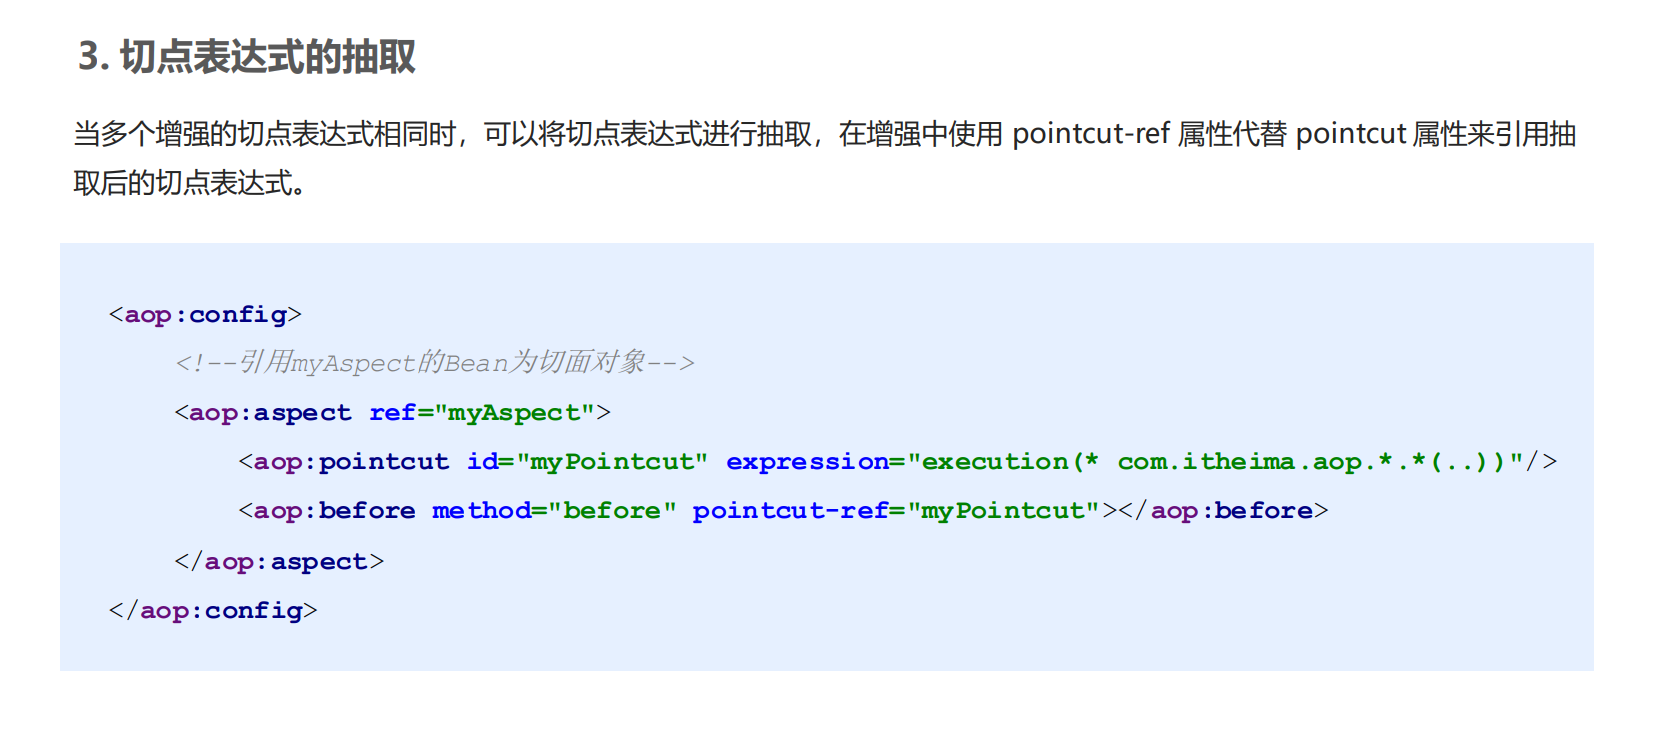 3. 切点表达式的抽取
当多个增强的切点表达式相同时，可以将切点表达式进行抽取，在增强中使用 pointcut-ref 属性代替 pointcut 属性来引用抽
取后的切点表达式。
<aop:config>
    <!--引用myAspect的Bean为切面对象-->
    <aop:aspect ref="myAspect">
        <aop:pointcut id="myPointcut" expression="execution(* com.itheima.aop.*.*(..))"/>
        <aop:before method="before" pointcut-ref="myPointcut"></aop:before>
    </aop:aspect>
</aop:config>